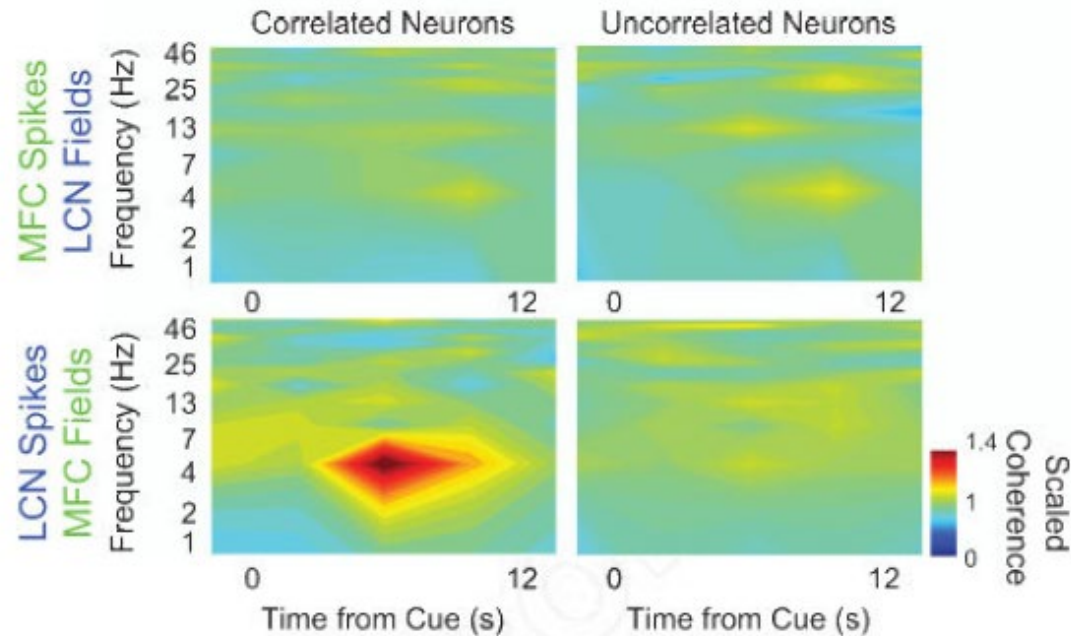 Correlated Neurons
Uncorrelated Neurons
MFC Spikes
LCN Fields
Frequency (Hz)
46
25
13
7
4
2
1
0
12
0
12
LCN Spikes
MFC Fields
Frequency (Hz)
46
25
13
7
4
2
1
0
12
0
12
Time from Cue (s)
Time from Cue (s)
1.4
1
0
Scaled
Coherence